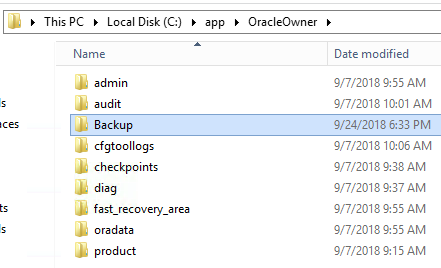 This PC Local Disk (C:) app OracleOwner
Name Date modified
admin 9/7/2018 9:55 AM
audit 9/7/2018 10:01 AM
Backup 9/24/2018 6:33 PM
cfgtoollogs 9/7/2018 10:06 AM
checkpoints 9/7/2018 9:38 AM
diag 9/7/2018 9:37 AM
fast_recovery_area 9/7/2018 9:55 AM
oradata 9/7/2018 9:55 AM
product 9/7/2018 9:15 AM